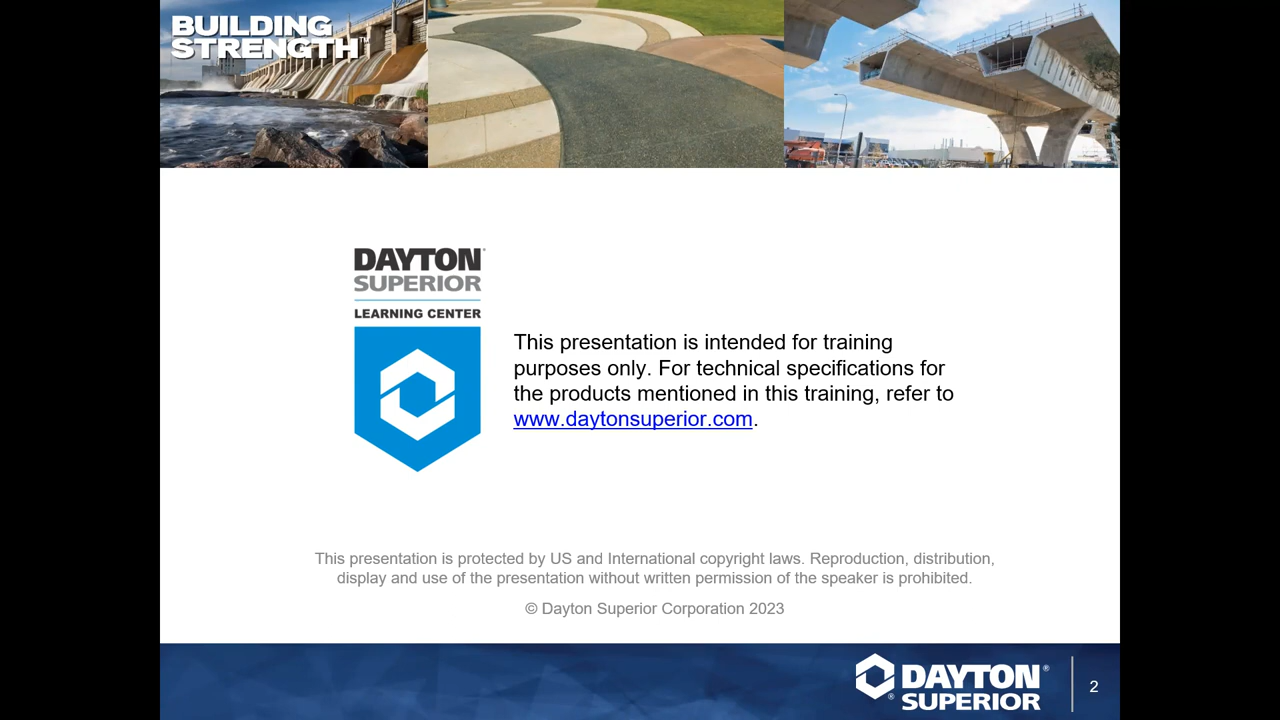 BUILDING
STRENGTH™
DAYTON
SUPERIOR
LEARNING CENTER
This presentation is intended for training
purposes only. For technical specifications for
the products mentioned in this training, refer to
www.daytonsuperior.com.
This presentation is protected by US and International copyright laws. Reproduction, distribution,
display and use of the presentation without written permission of the speaker is prohibited.
© Dayton Superior Corporation 2023
DAYTON®
®SUPERIOR
2